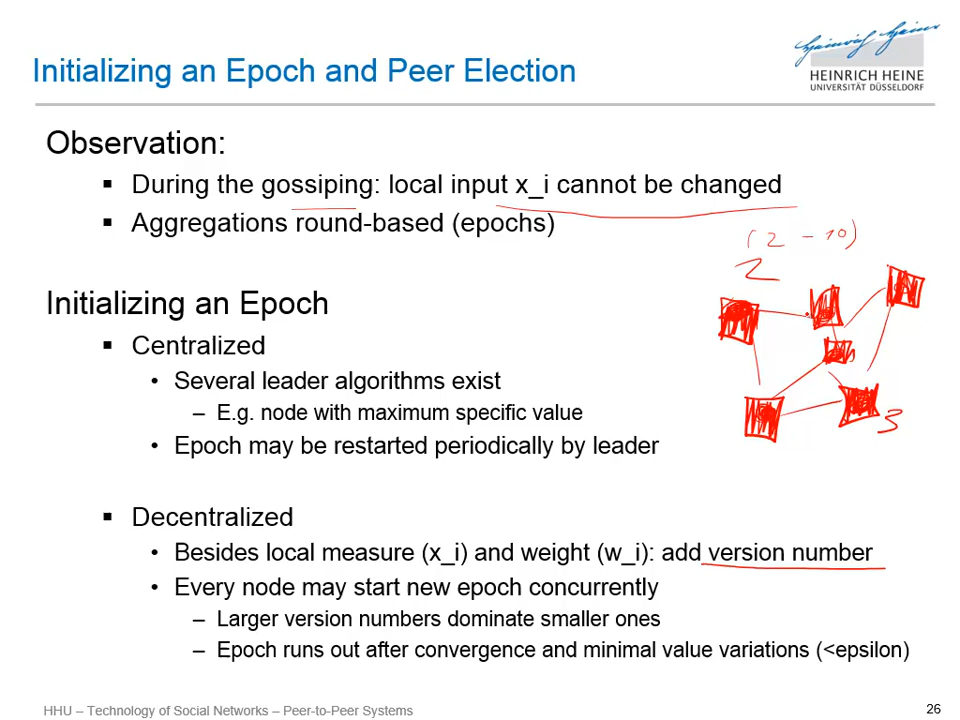 Heinrich Heine
HEINRICH HEINE
UNIVERSITÄT DÜSSELDORF
Initializing an Epoch and Peer Election
Observation:
▪ During the gossiping: local input x_i cannot be changed
▪ Aggregations round-based (epochs)
(2 - 10)
2
Initializing an Epoch
▪ Centralized
• Several leader algorithms exist
– E.g. node with maximum specific value
3
• Epoch may be restarted periodically by leader
▪ Decentralized
• Besides local measure (x_i) and weight (w_i): add version number
• Every node may start new epoch concurrently
– Larger version numbers dominate smaller ones
– Epoch runs out after convergence and minimal value variations (<epsilon)
HHU – Technology of Social Networks – Peer-to-Peer Systems
26